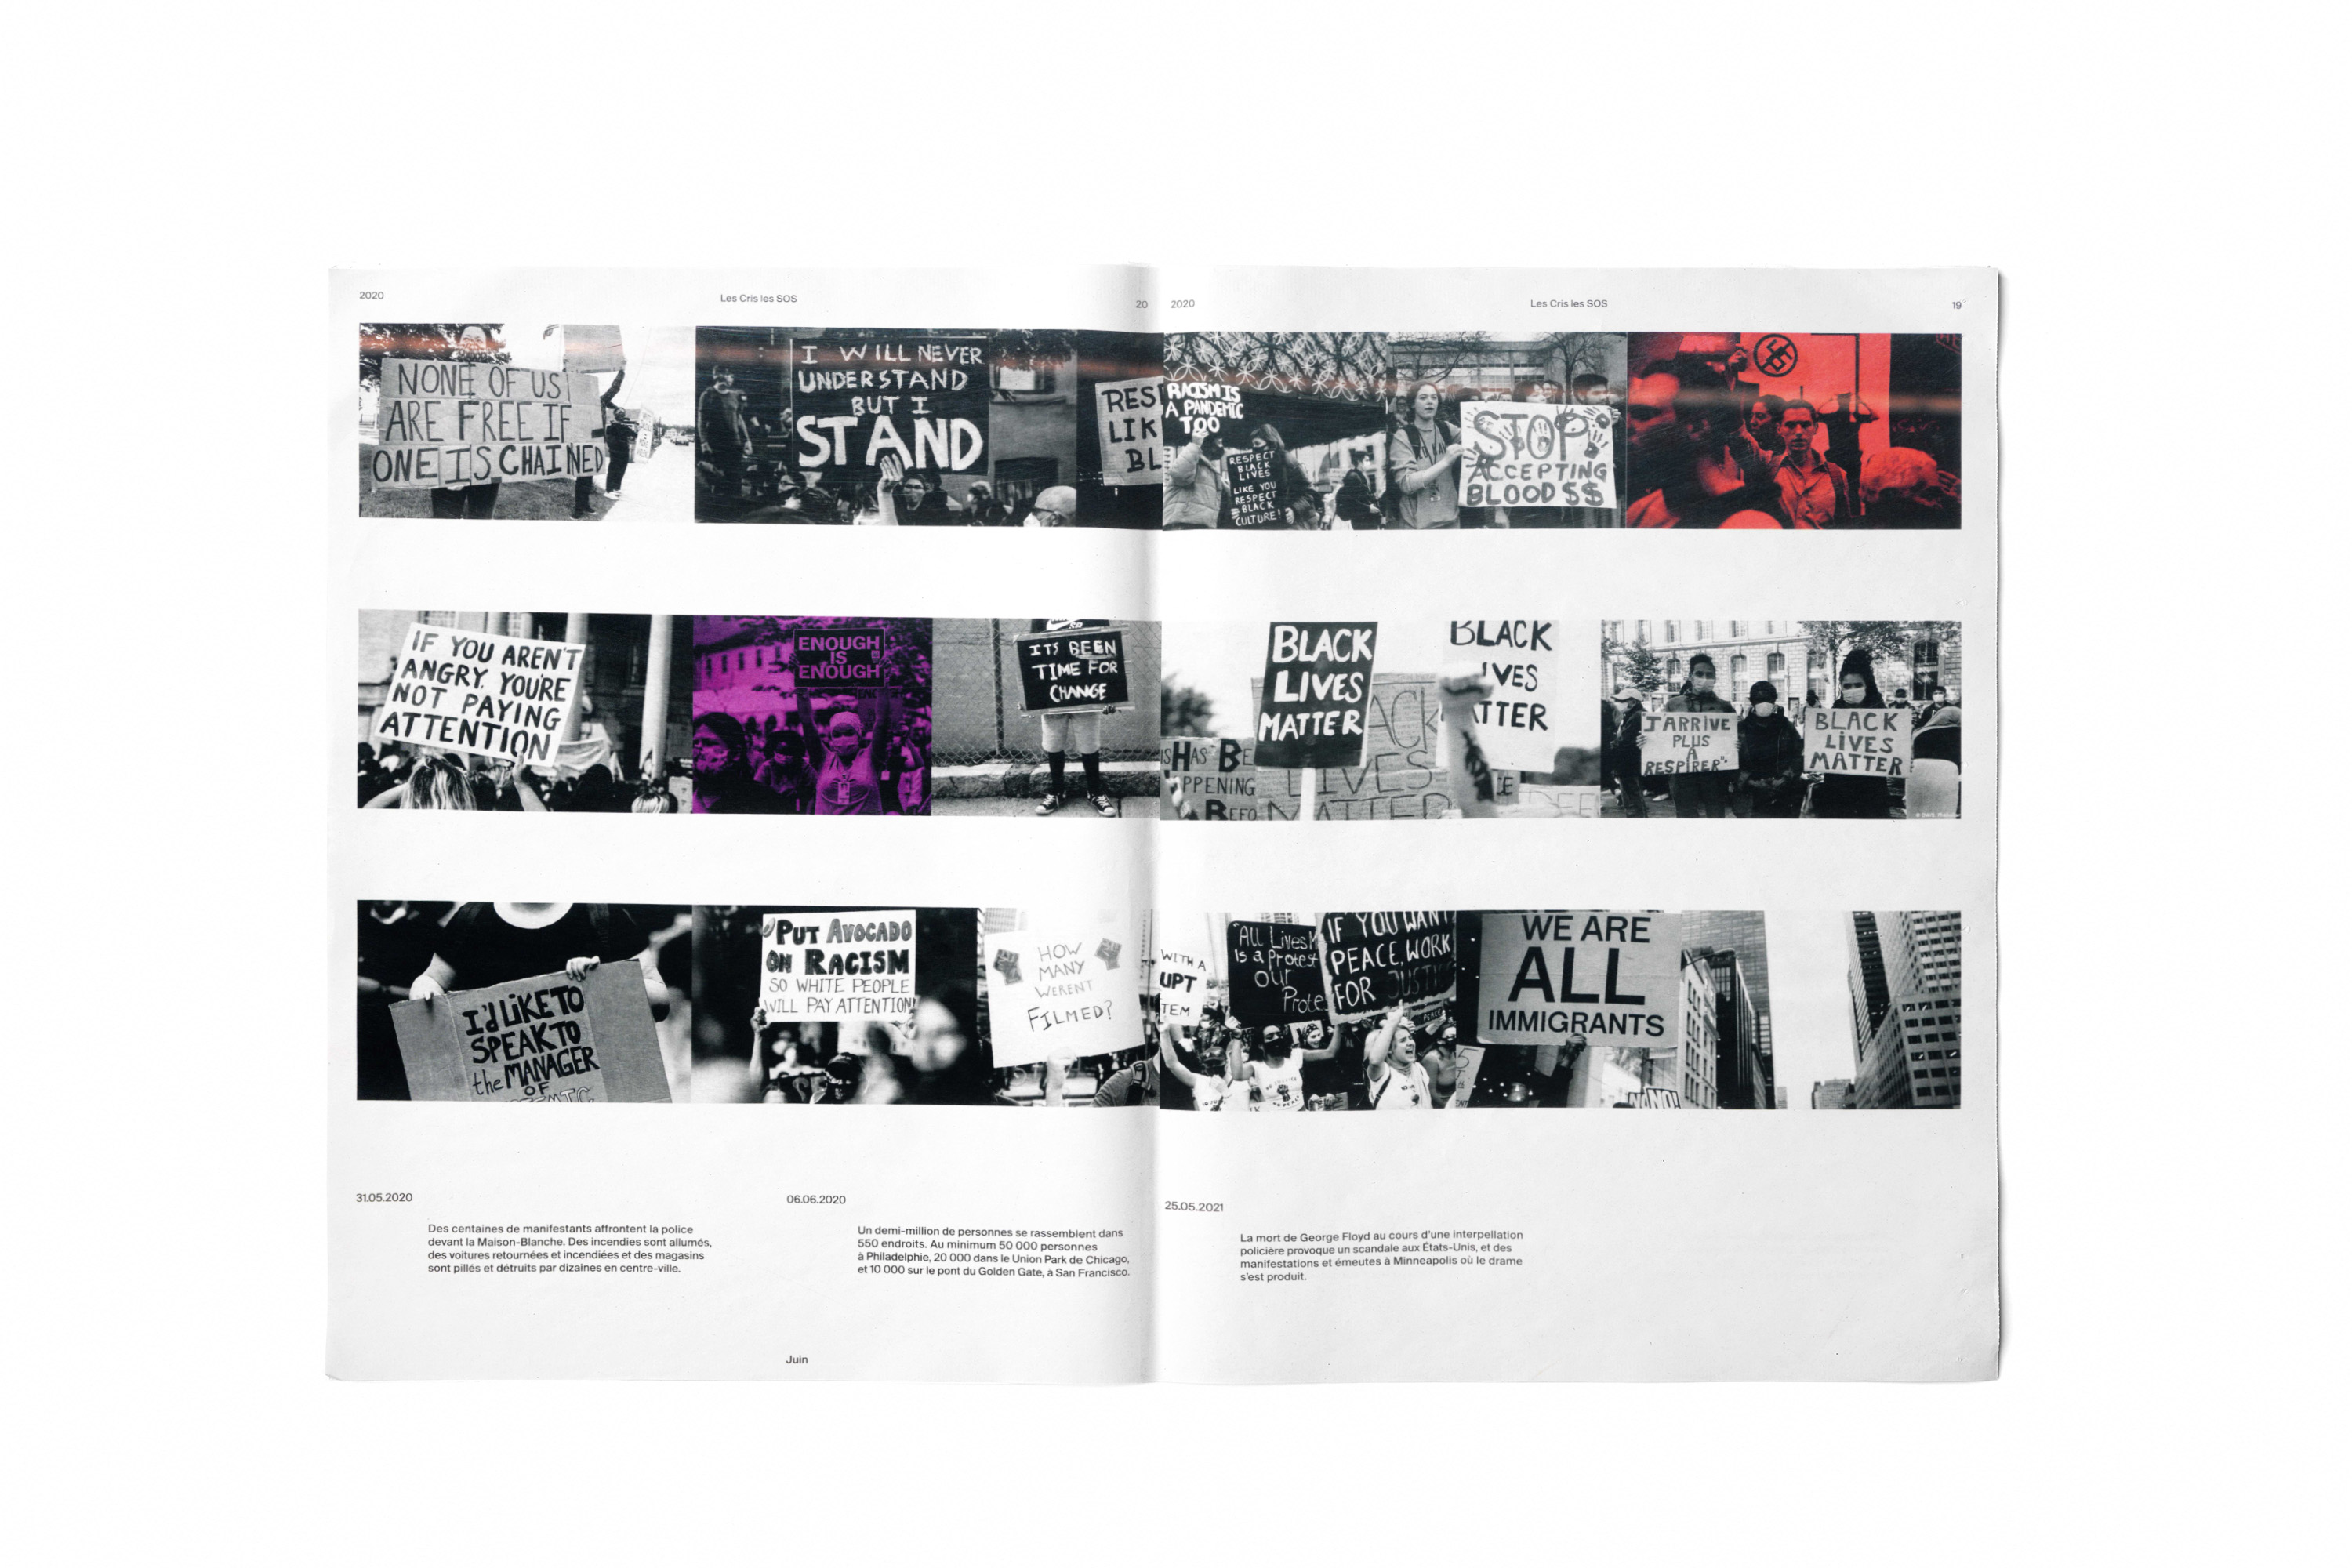 2020
Les Cris les SOS
20
2020
Les Cris les SOS
19
NONE OF US
ARE FREE IF
ONE IS CHAINED
I WILL NEVER
UNDERSTAND
BUT I
STAND
LIK
RACISM IS
A PANDEMIC
TOO
RESPECT
BLACK
LIVES
LIKE YOU
RESPECT
BLACK
CULTURE!
STOP
ACCEPTING
BLOOD $$
IF YOU AREN'T
ANGRY, YOU'RE
NOT PAYING
ATTENTION
ENOUGH
IS
ENOUGH
ITS BEEN
TIME FOR
CHANGE
BLACK
LIVES
MATTER
BLACK
IVES
TTER
HAS BE
PPENING
BEFO
ACK
LIVES
MATTER
J'ARRIVE
PLUS
A
RESPIRER"
BLACK
LIVES
MATTER
I'd LiKE TO
SPEAK TO
the MANAGER
OF
PUT AVOCADO
ON RACISM
SO WHITE PEOPLE
WILL PAY ATTENTION!
HOW
MANY
WERENT
FILMED?
WITH A
UPT
TEM
"All Lives M
Is a Protest
our
Prote
IF YOU WANT
PEACE, WORK
FOR JUSTICE
WE ARE
ALL
IMMIGRANTS
NO!
31.05.2020
Des centaines de manifestants affrontent la police
devant la Maison-Blanche. Des incendies sont allumés,
des voitures retournées et incendiées et des magasins
sont pillés et détruits par dizaines en centre-ville.
06.06.2020
Un demi-million de personnes se rassemblent dans
550 endroits. Au minimum 50 000 personnes
à Philadelphie, 20 000 dans le Union Park de Chicago,
et 10 000 sur le pont du Golden Gate, à San Francisco.
25.05.2021
La mort de George Floyd au cours d'une interpellation
policière provoque un scandale aux États-Unis, et des
manifestations et émeutes à Minneapolis où le drame
s'est produit.
Juin